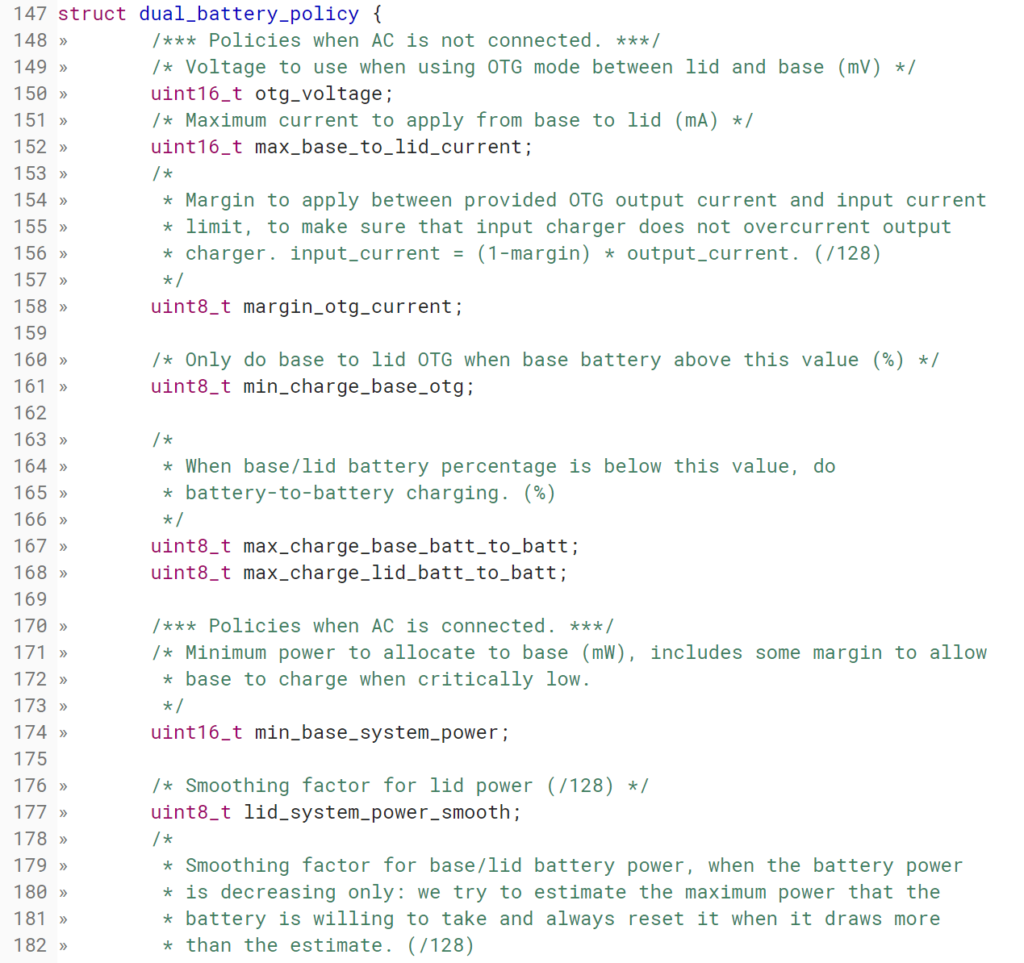 147 struct dual_battery_policy {
148 »	/*** Policies when AC is not connected. ***/
149 »	/* Voltage to use when using OTG mode between lid and base (mV) */
150 »	uint16_t otg_voltage;
151 »	/* Maximum current to apply from base to lid (mA) */
152 »	uint16_t max_base_to_lid_current;
153 »	/*
154 »	 * Margin to apply between provided OTG output current and input current
155 »	 * limit, to make sure that input charger does not overcurrent output
156 »	 * charger. input_current = (1-margin) * output_current. (/128)
157 »	 */
158 »	uint8_t margin_otg_current;
159
160 »	/* Only do base to lid OTG when base battery above this value (%) */
161 »	uint8_t min_charge_base_otg;
162
163 »	/*
164 »	 * When base/lid battery percentage is below this value, do
165 »	 * battery-to-battery charging. (%)
166 »	 */
167 »	uint8_t max_charge_base_batt_to_batt;
168 »	uint8_t max_charge_lid_batt_to_batt;
169
170 »	/*** Policies when AC is connected. ***/
171 »	/* Minimum power to allocate to base (mW), includes some margin to allow
172 »	 * base to charge when critically low.
173 »	 */
174 »	uint16_t min_base_system_power;
175
176 »	/* Smoothing factor for lid power (/128) */
177 »	uint8_t lid_system_power_smooth;
178 »	/*
179 »	 * Smoothing factor for base/lid battery power, when the battery power
180 »	 * is decreasing only: we try to estimate the maximum power that the
181 »	 * battery is willing to take and always reset it when it draws more
182 »	 * than the estimate. (/128)